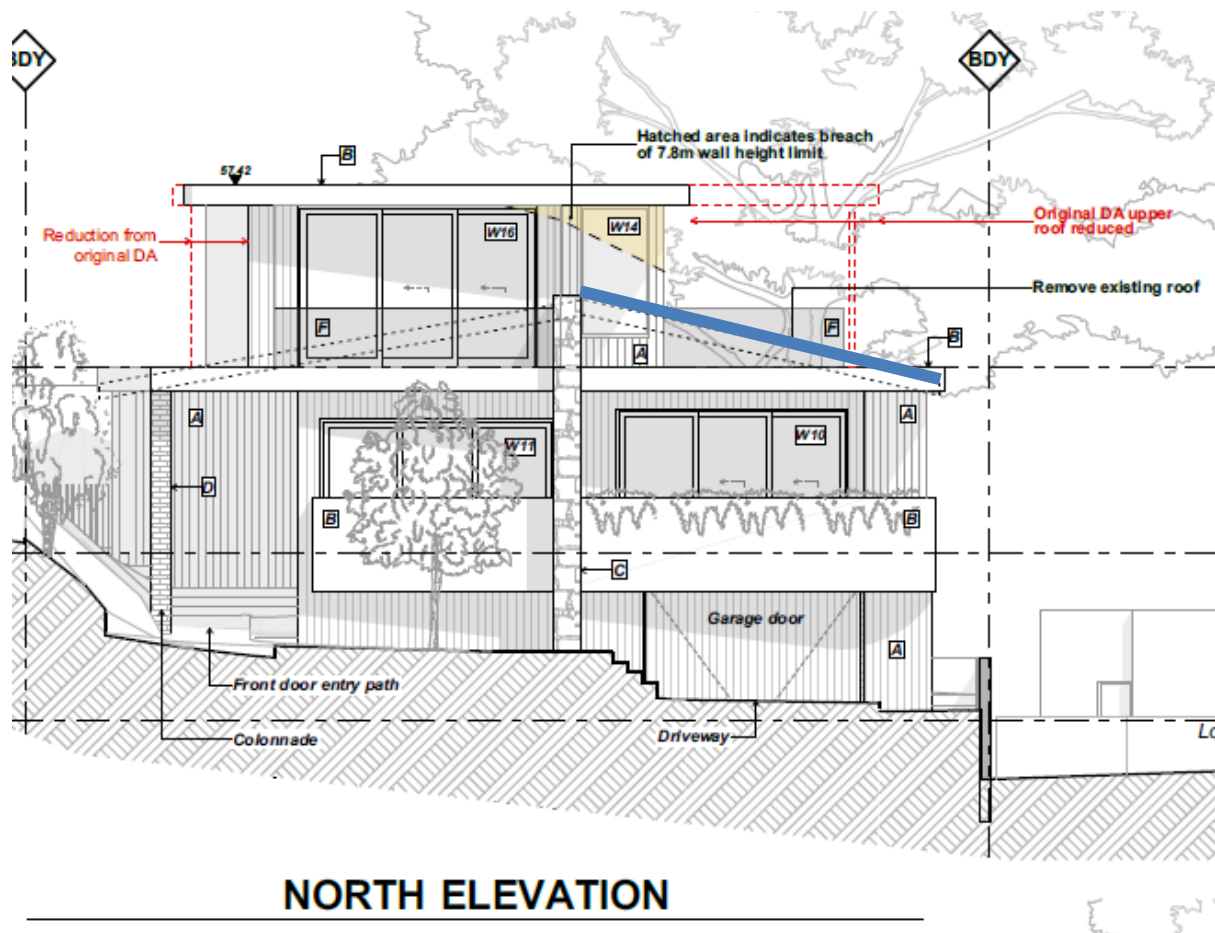 BDY
BDY
Hatched area indicates breach
of 7.8m wall height limit
B
57.42
W16
W14
Reduction from
original DA
Original DA upper
roof reduced
Remove existing roof
F
F
B
A
A
A
W11
W10
D
B
B
C
Garage door
A
Front door entry path
Colonnade
Driveway
NORTH ELEVATION